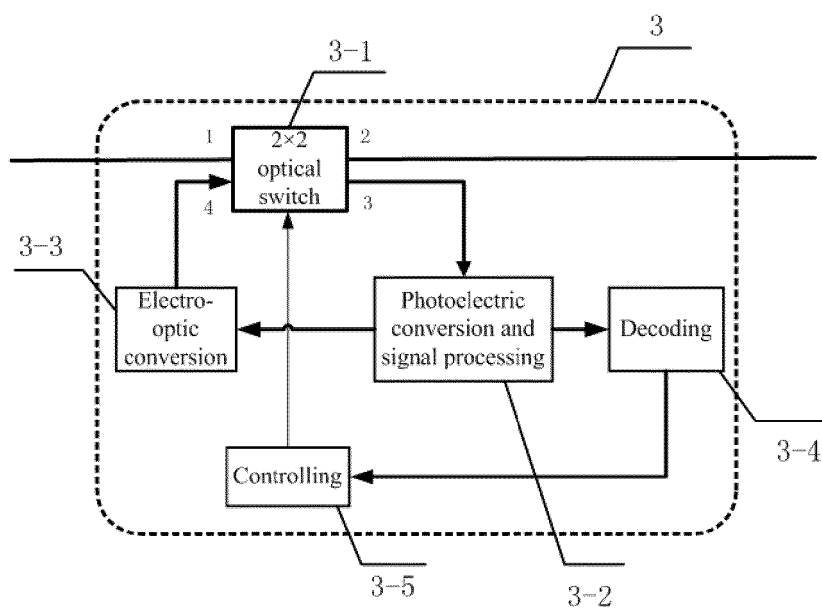 3
3-1
1
2×2
optical
switch
2
4
3
3-3
Electro-
optic
conversion
Photoelectric
conversion and
signal processing
Decoding
3-4
Controlling
3-5
3-2